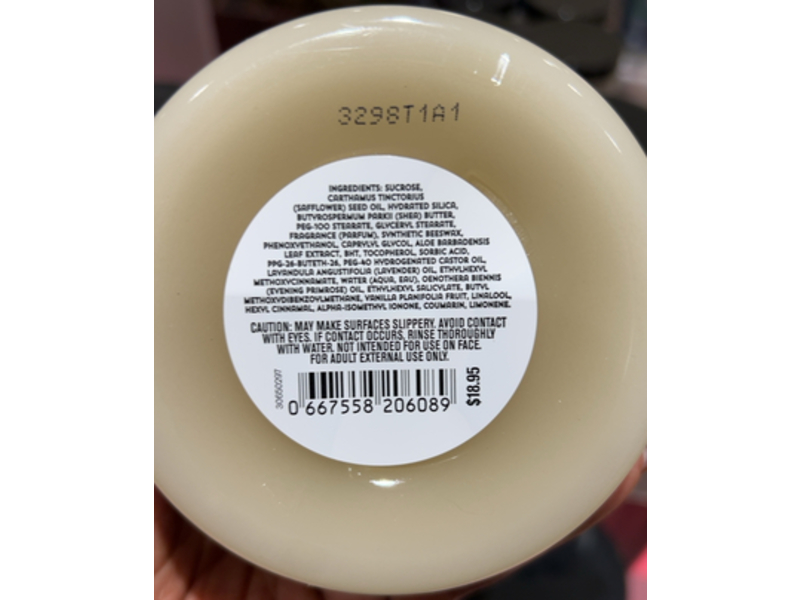 3298T1A1
INGREDIENTS: SUCROSE,
CARTHAMUS TINCTORIUS
(SAFFLOWER) SEED OIL, HYDRATED SILICA,
BUTYROSPERMUM PARKII (SHEA) BUTTER,
PEG-100 STEARATE, GLYCERYL STEARATE,
FRAGRANCE (PARFUM), SYNTHETIC BEESWAX,
PHENOXYETHANOL, CAPRYLYL GLYCOL, ALOE BARBADENSIS
LEAF EXTRACT, BHT, TOCOPHEROL, SORBIC ACID,
PPG-26-BUTETH-26, PEG-40 HYDROGENATED CASTOR OIL,
LAVANDULA ANGUSTIFOLIA (LAVENDER) OIL, ETHYLHEXYL
METHOXYCINNAMATE, WATER (AQUA, EAU), OENOTHERA BIENNIS
(EVENING PRIMROSE) OIL, ETHYLHEXYL SALICYLATE, BUTYL
METHOXYDIBENZOYLMETHANE, VANILLA PLANIFOLIA FRUIT, LINALOOL,
HEXYL CINNAMAL, ALPHA-ISOMETHYL IONONE, COUMARIN, LIMONENE.
CAUTION: MAY MAKE SURFACES SLIPPERY. AVOID CONTACT
WITH EYES. IF CONTACT OCCURS, RINSE THOROUGHLY
WITH WATER. NOT INTENDED FOR USE ON FACE.
FOR ADULT EXTERNAL USE ONLY.
30650297
0 667558 206089
$18.95